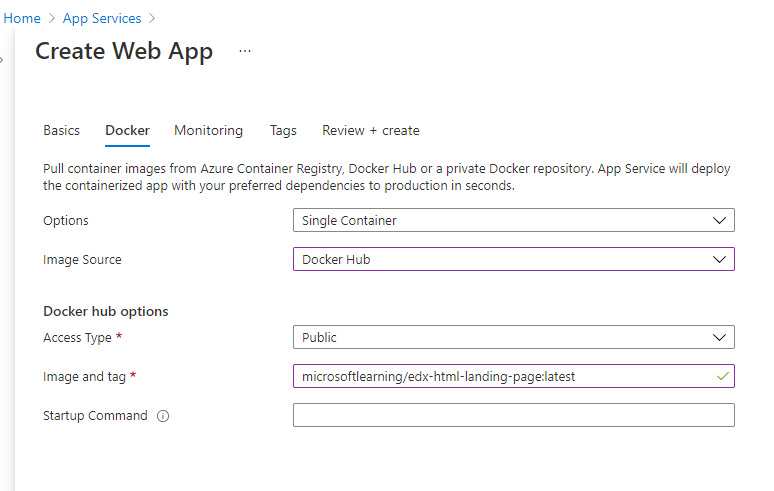 Home > App Services >
Create Web App ...
Basics Docker Monitoring Tags Review + create
Pull container images from Azure Container Registry, Docker Hub or a private Docker repository. App Service will deploy
the containerized app with your preferred dependencies to production in seconds.
Options Single Container
Image Source Docker Hub
Docker hub options
Access Type * Public
Image and tag * microsoftlearning/edx-html-landing-page:latest
Startup Command